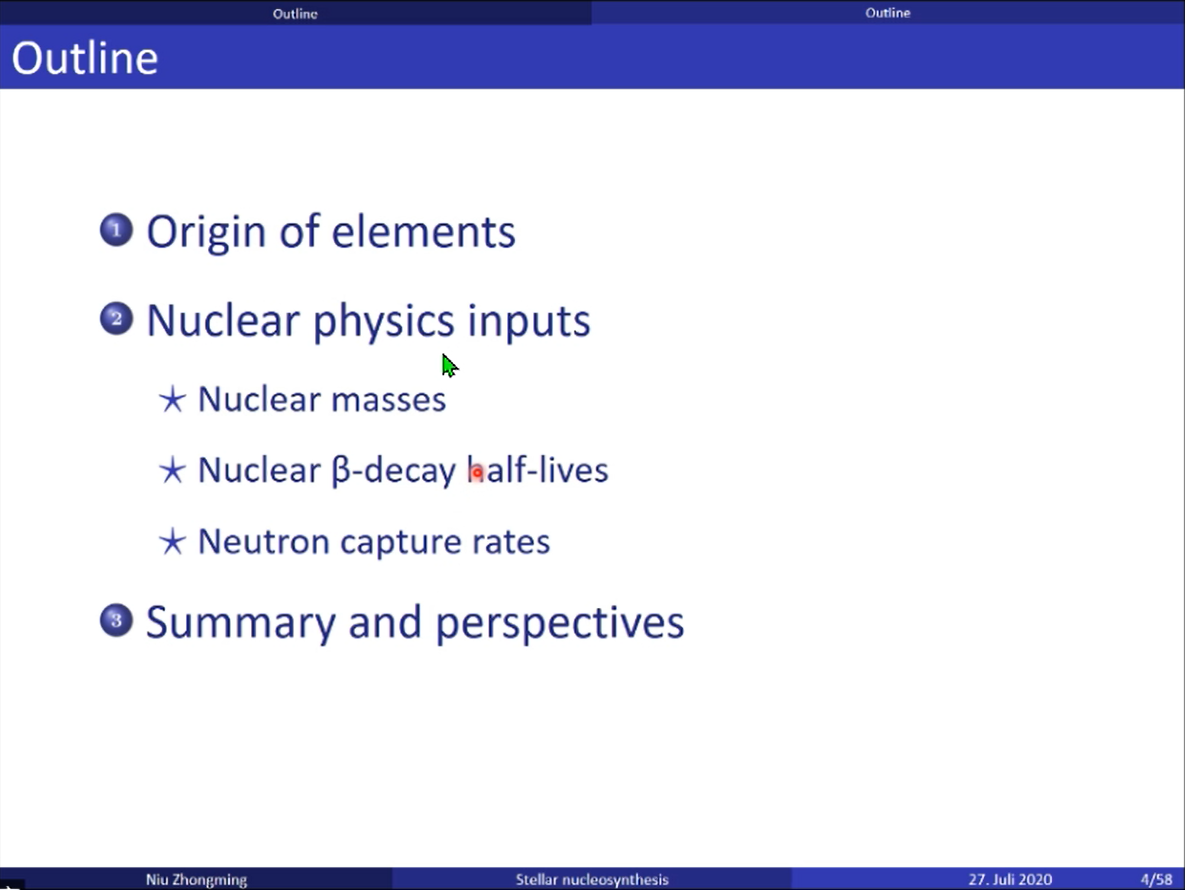 Outline
Outline
Outline
1 Origin of elements
2 Nuclear physics inputs
Nuclear masses
Nuclear β-decay half-lives
Neutron capture rates
3 Summary and perspectives
Niu Zhongming
Stellar nucleosynthesis
27. Juli 2020
4/58